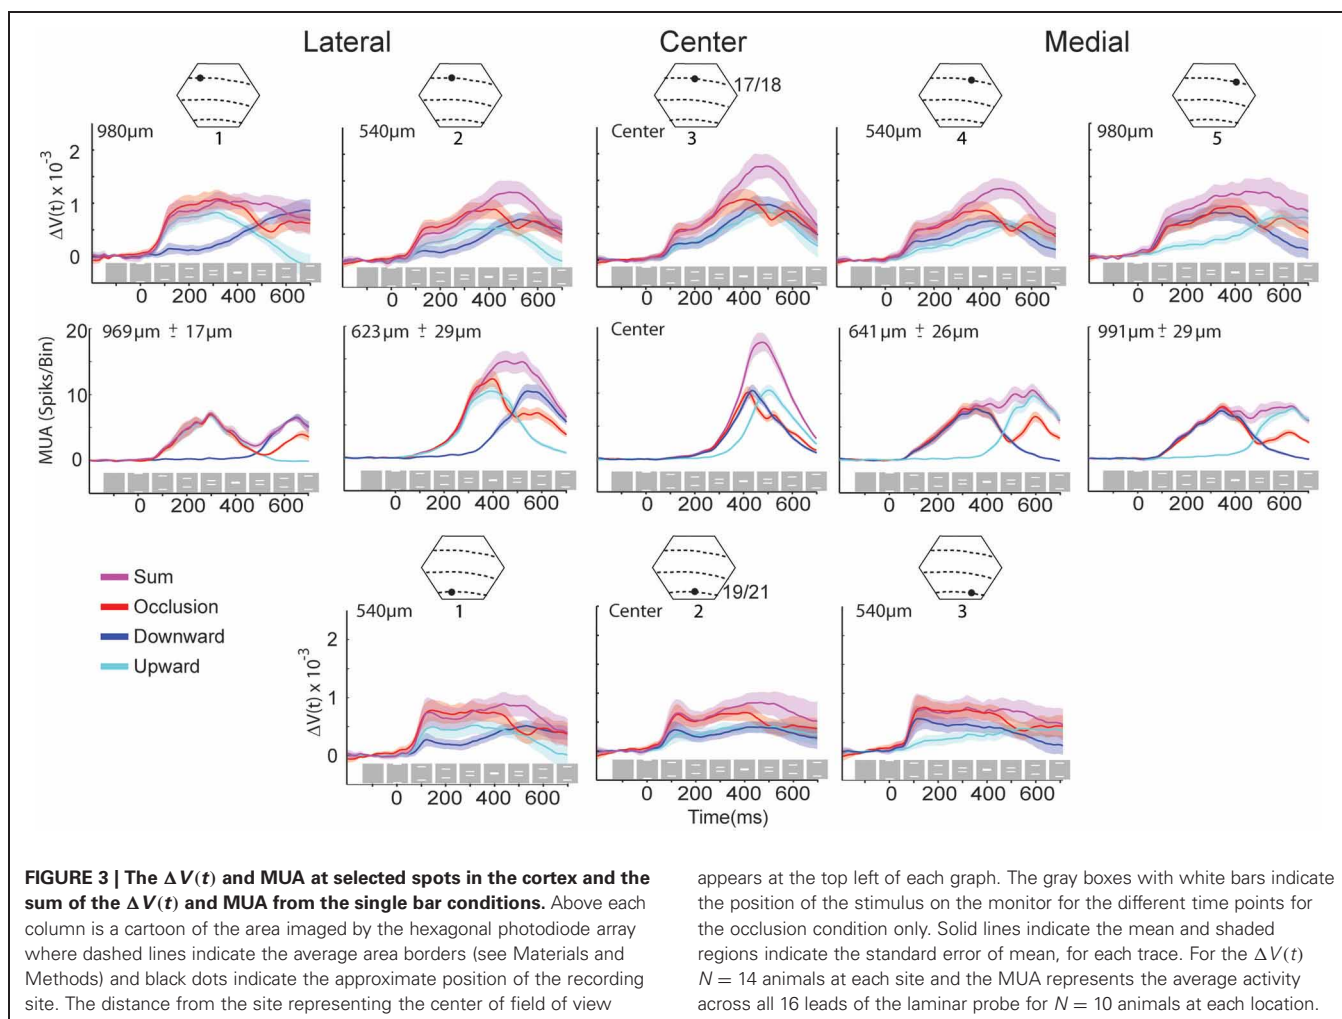 Lateral
Center
Medial
17/18
980µm
1
540µm
2
Center
3
540µm
4
980µm
5
ΔV(t) x 10⁻³
2
1
0
0 200 400 600
0 200 400 600
0 200 400 600
0 200 400 600
0 200 400 600
MUA (Spiks/Bin)
20
10
0
969µm ± 17µm
623µm ± 29µm
Center
641µm ± 26µm
991µm ± 29µm
0 200 400 600
0 200 400 600
0 200 400 600
0 200 400 600
0 200 400 600
Sum
Occlusion
Downward
Upward
19/21
540µm
1
Center
2
540µm
3
ΔV(t) x 10⁻³
2
1
0
0 200 400 600
0 200 400 600
0 200 400 600
Time(ms)
FIGURE 3 | The ΔV(t) and MUA at selected spots in the cortex and the
sum of the ΔV(t) and MUA from the single bar conditions. Above each
column is a cartoon of the area imaged by the hexagonal photodiode array
where dashed lines indicate the average area borders (see Materials and
Methods) and black dots indicate the approximate position of the recording
site. The distance from the site representing the center of field of view
appears at the top left of each graph. The gray boxes with white bars indicate
the position of the stimulus on the monitor for the different time points for
the occlusion condition only. Solid lines indicate the mean and shaded
regions indicate the standard error of mean, for each trace. For the ΔV(t)
N = 14 animals at each site and the MUA represents the average activity
across all 16 leads of the laminar probe for N = 10 animals at each location.